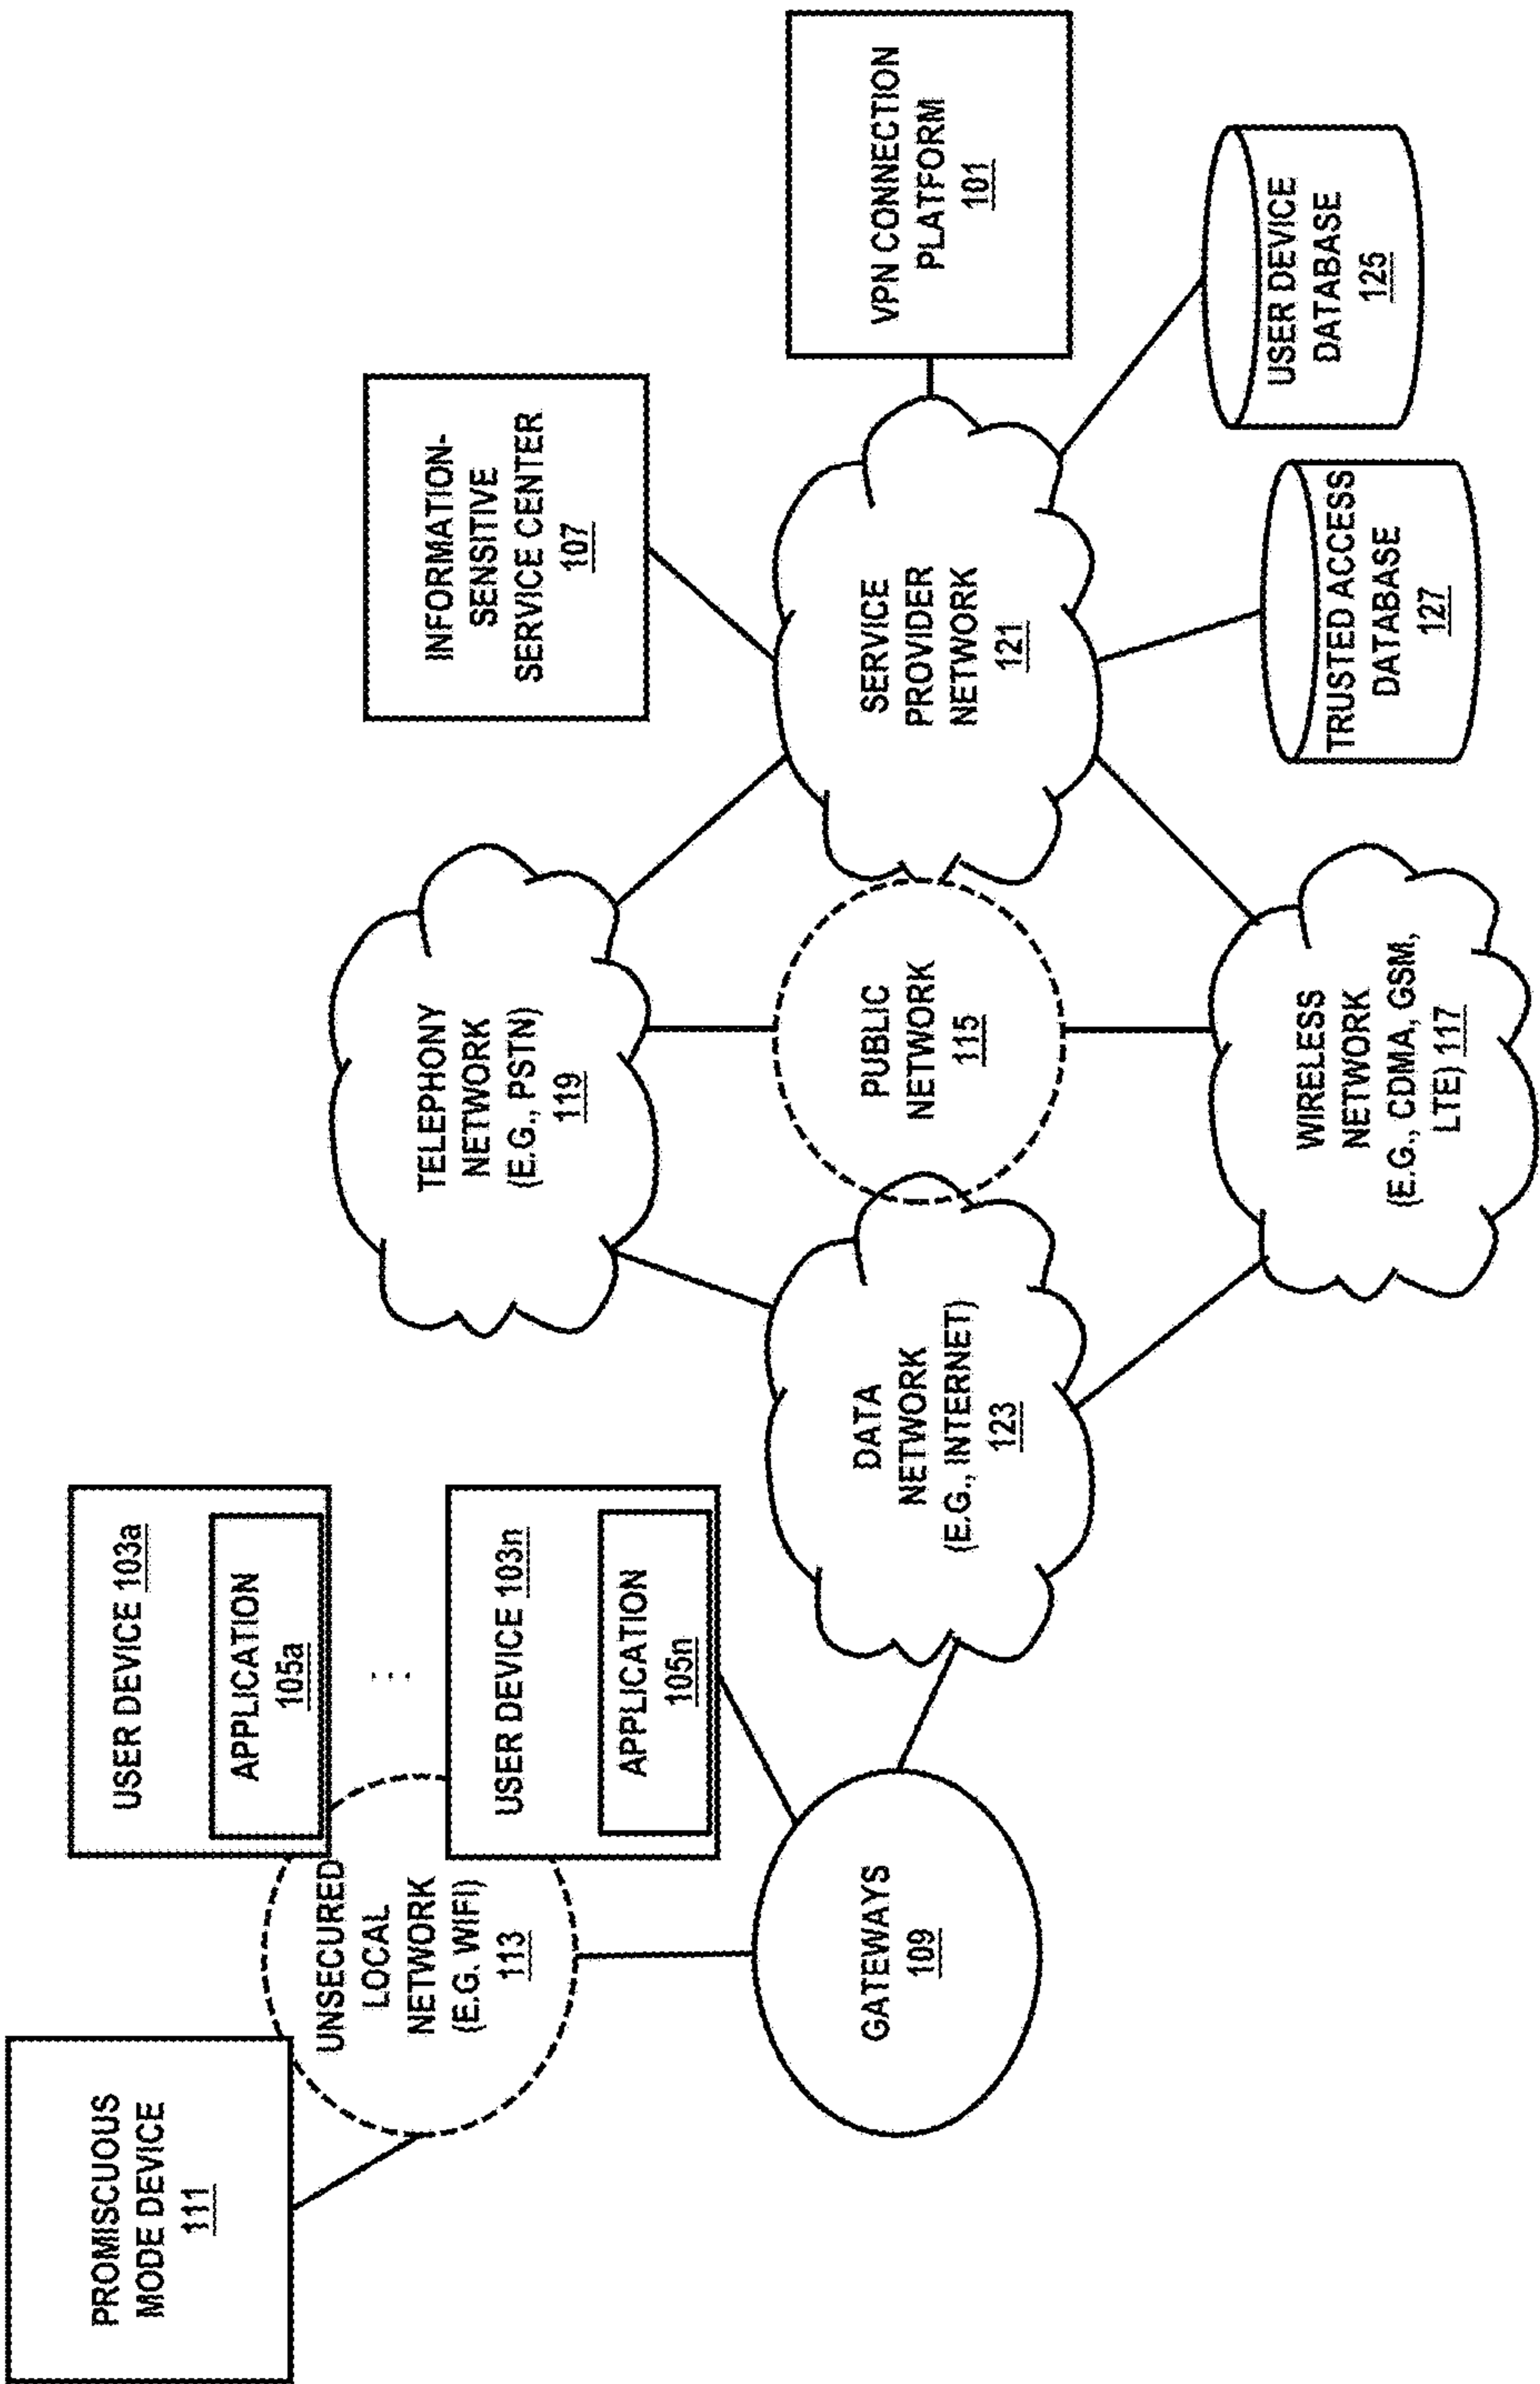 PROMISCUOUS
MODE DEVICE
111
USER DEVICE 103a
APPLICATION
105a
UNSECURED
LOCAL
NETWORK
(E.G. WIFI)
113
USER DEVICE 103n
APPLICATION
105n
GATEWAYS
109
TELEPHONY
NETWORK
(E.G., PSTN)
119
DATA
NETWORK
(E.G., INTERNET)
123
PUBLIC
NETWORK
115
WIRELESS
NETWORK
(E.G., CDMA, GSM,
LTE) 117
INFORMATION-
SENSITIVE
SERVICE CENTER
107
SERVICE
PROVIDER
NETWORK
121
VPN CONNECTION
PLATFORM
101
TRUSTED ACCESS
DATABASE
127
USER DEVICE
DATABASE
125